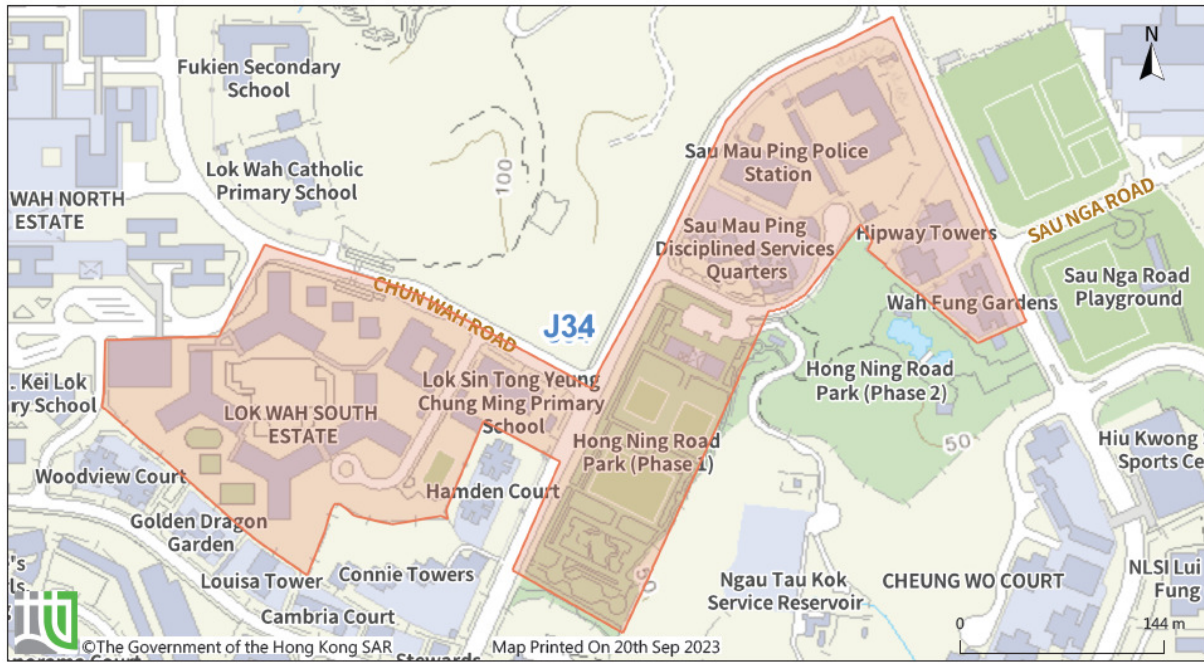 Fukien Secondary
School
N
Lok Wah Catholic
Primary School
100
Sau Mau Ping Police
Station
WAH NORTH
ESTATE
SAU NGA ROAD
Sau Mau Ping
Disciplined Services
Quarters
Hipway Towers
Sau Nga Road
Playground
CHUN WAH ROAD
J34
Wah Fung Gardens
Kei Lok
School
LOK WAH SOUTH
ESTATE
Lok Sin Tong Yeung
Chung Ming Primary
School
Hong Ning Road
Park (Phase 2)
50
Hong Ning Road
Park (Phase 1)
Hiu Kwong
Sports Ce
Woodview Court
Hamden Court
Golden Dragon
Garden
Louisa Tower
Connie Towers
Cambria Court
Ngau Tau Kok
Service Reservoir
CHEUNG WO COURT
NLSI Lui
Fung
0
144 m
©The Government of the Hong Kong SAR
Map Printed On 20th Sep 2023